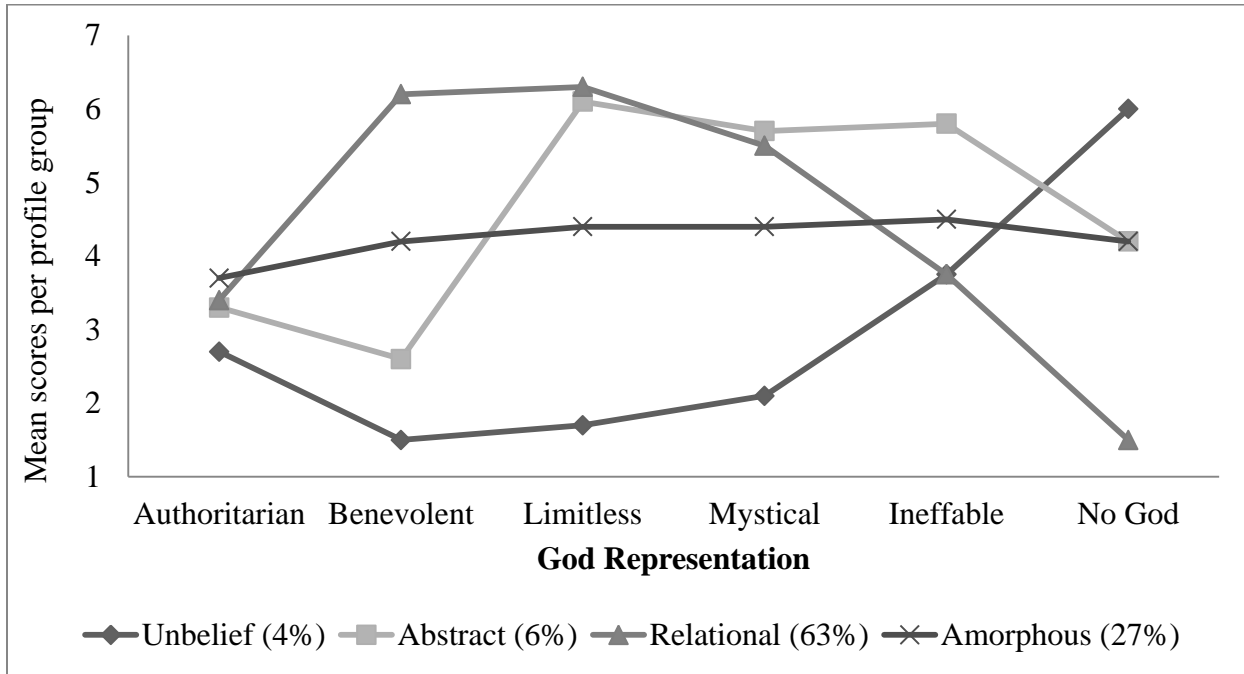 7
6
5
4
3
2
1
Mean scores per profile group
Authoritarian Benevolent Limitless Mystical Ineffable No God
God Representation
Unbelief (4%) Abstract (6%) Relational (63%) Amorphous (27%)